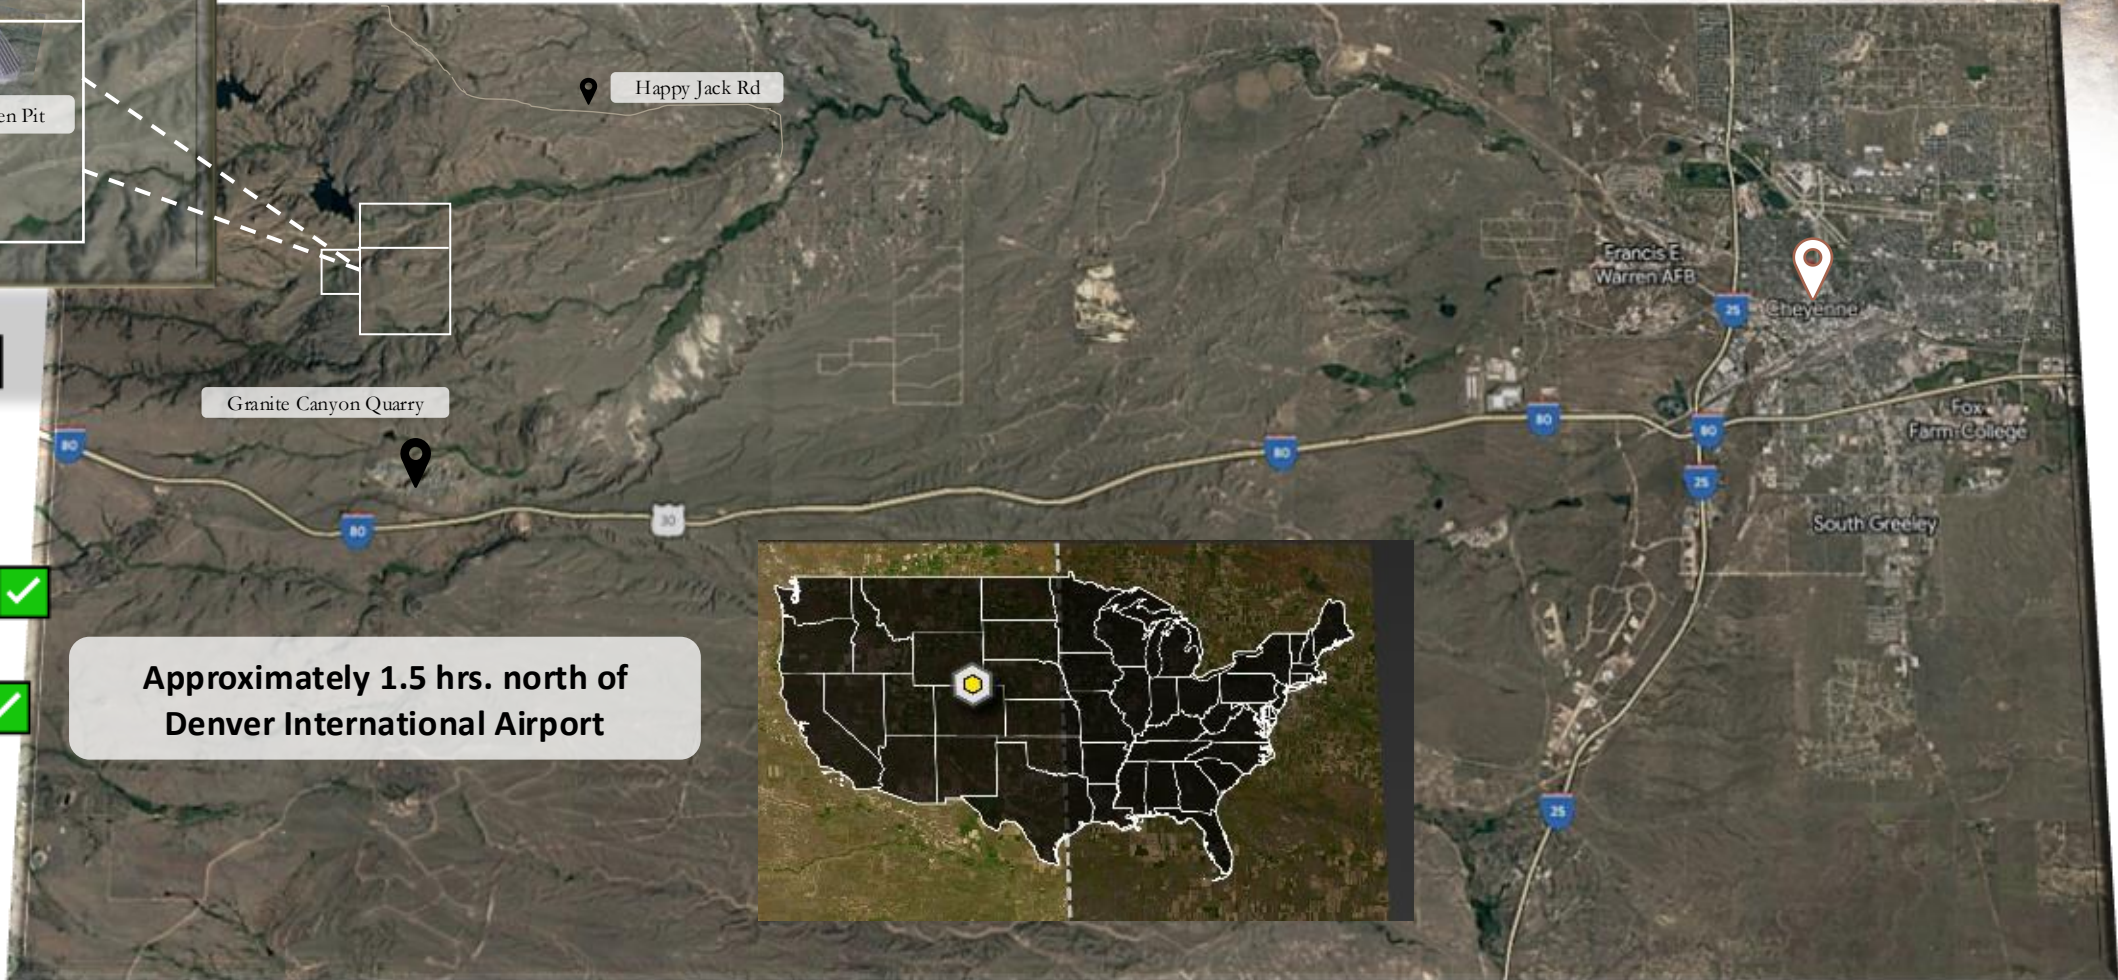 en Pit
Happy Jack Rd
Francis E.
Warren AFB
25
Cheyenne
Granite Canyon Quarry
80
80
80
80
Fox
Farm-College
80
25
30
South Greeley
Approximately 1.5 hrs. north of
Denver International Airport
25